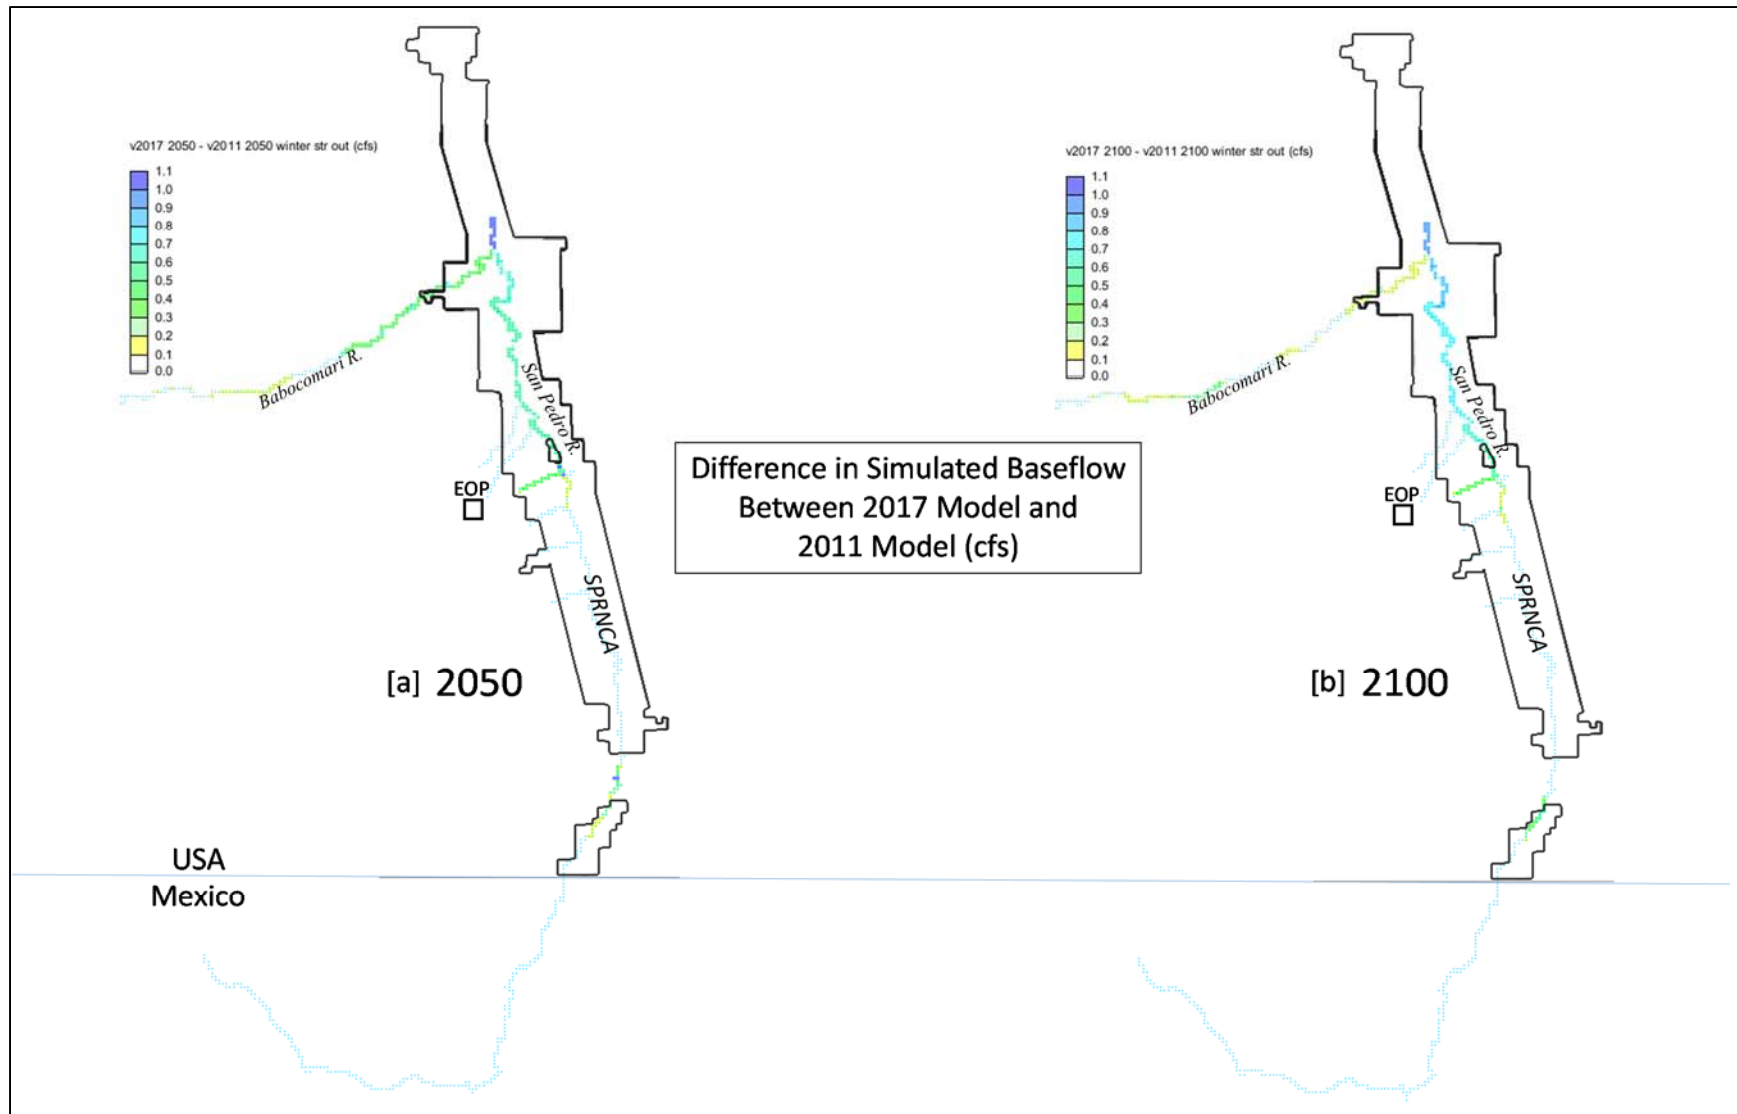 v2017 2050 - v2011 2050 winter str out (cfs)
1.1
1.0
0.9
0.8
0.7
0.6
0.5
0.4
0.3
0.2
0.1
0.0
Babocomari R.
San Pedro R.
EOP
SPRNCA
[a] 2050
Difference in Simulated Baseflow
Between 2017 Model and
2011 Model (cfs)
v2017 2100 - v2011 2100 winter str out (cfs)
1.1
1.0
0.9
0.8
0.7
0.6
0.5
0.4
0.3
0.2
0.1
0.0
Babocomari R.
San Pedro R.
EOP
SPRNCA
[b] 2100
USA
Mexico